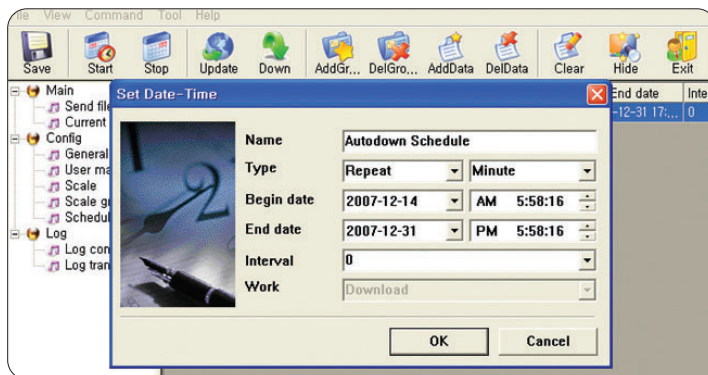 File View Command Tool Help
Save Start Stop Update Down AddGr... DelGro... AddData DelData Clear Hide Exit
Main
Send file
Current
Config
General
User ma
Scale
Scale g
Schedul
Log
Log con
Log tran
End date Inte
-12-31 17:... 0
Set Date-Time
Name Autodown Schedule
Type Repeat Minute
Begin date 2007-12-14 AM 5:58:16
End date 2007-12-31 PM 5:58:16
Interval 0
Work Download
OK Cancel